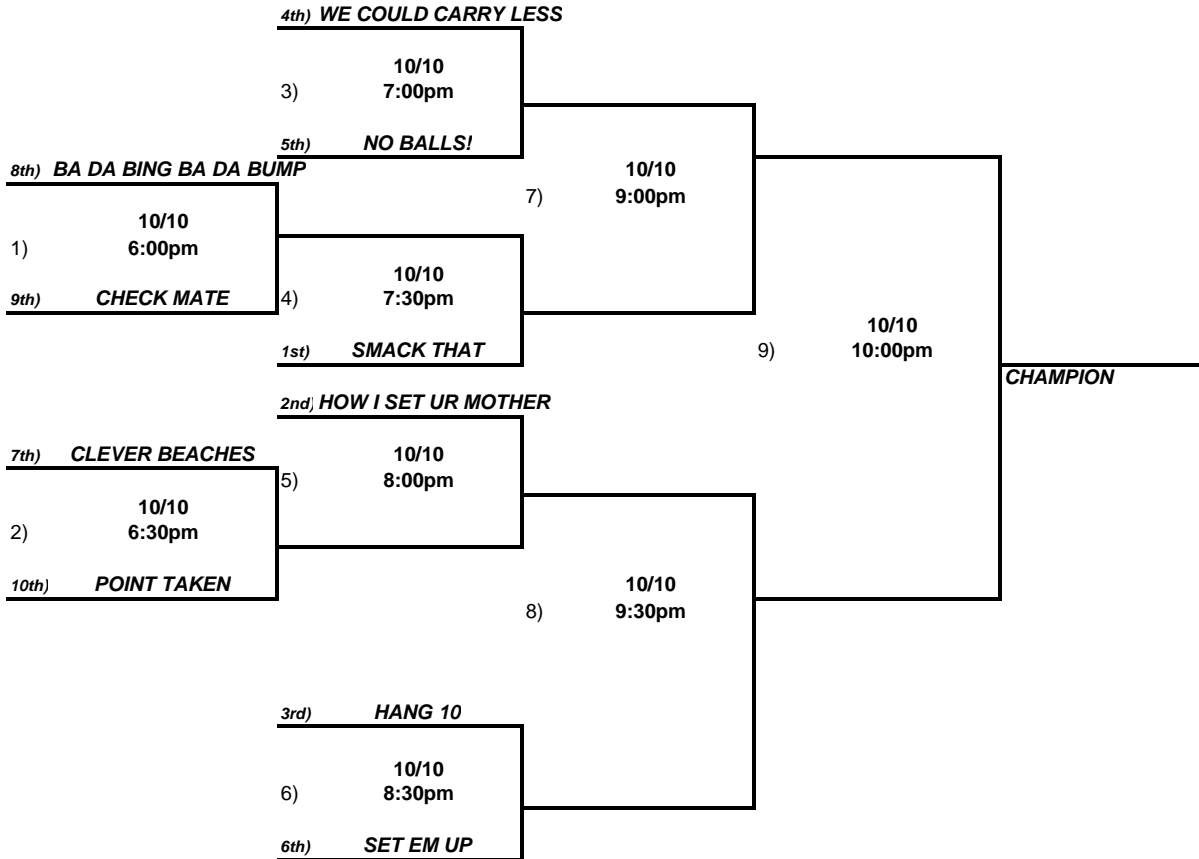 4th) WE COULD CARRY LESS
10/10
3) 7:00pm
5th) NO BALLS!
8th) BA DA BING BA DA BUMP
10/10
7) 9:00pm
10/10
1) 6:00pm
10/10
9th) CHECK MATE
4) 7:30pm
10/10
1st) SMACK THAT
9) 10:00pm
CHAMPION
2nd) HOW I SET UR MOTHER
7th) CLEVER BEACHES
10/10
5) 8:00pm
10/10
2) 6:30pm
10th) POINT TAKEN
10/10
8) 9:30pm
3rd) HANG 10
10/10
6) 8:30pm
6th) SET EM UP